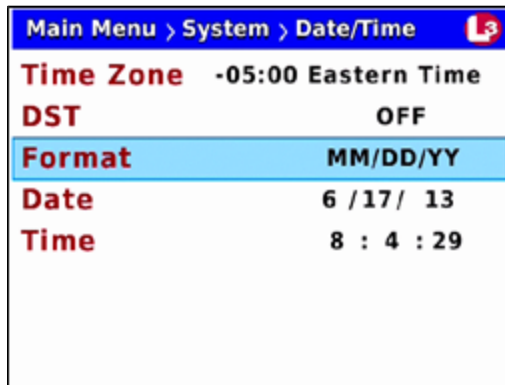 Main Menu > System > Date/Time L3
Time Zone -05:00 Eastern Time
DST OFF
Format MM/DD/YY
Date 6 /17/ 13
Time 8 : 4 :29